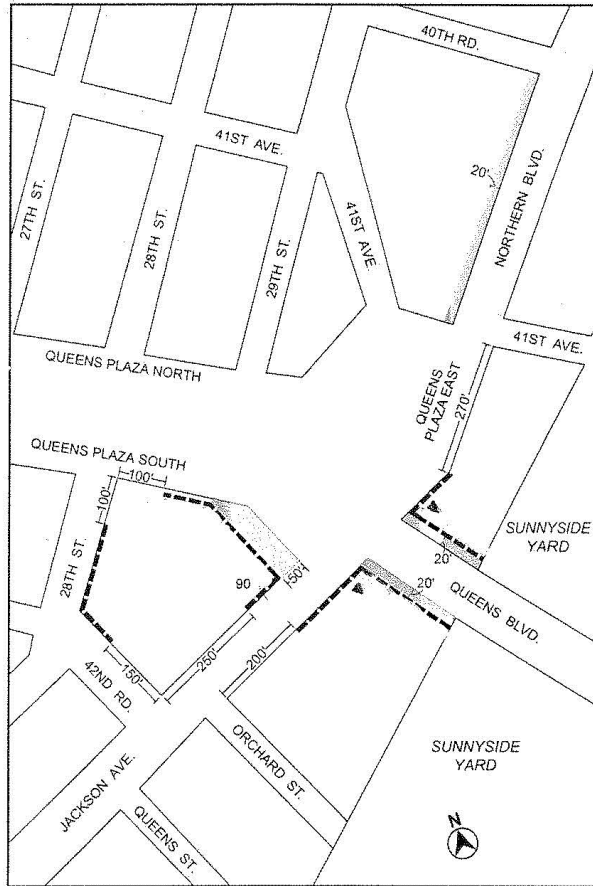 40TH RD.
41ST AVE.
20'
NORTHERN BLVD.
27TH ST.
28TH ST.
29TH ST.
41ST AVE.
41ST AVE.
QUEENS PLAZA NORTH
QUEENS
PLAZA EAST
270'
QUEENS PLAZA SOUTH
100'
100'
SUNNYSIDE
YARD
20'
28TH ST.
90
50'
20'
QUEENS BLVD.
150'
250'
200'
42ND RD.
ORCHARD ST.
SUNNYSIDE
YARD
JACKSON AVE.
QUEENS ST.
N